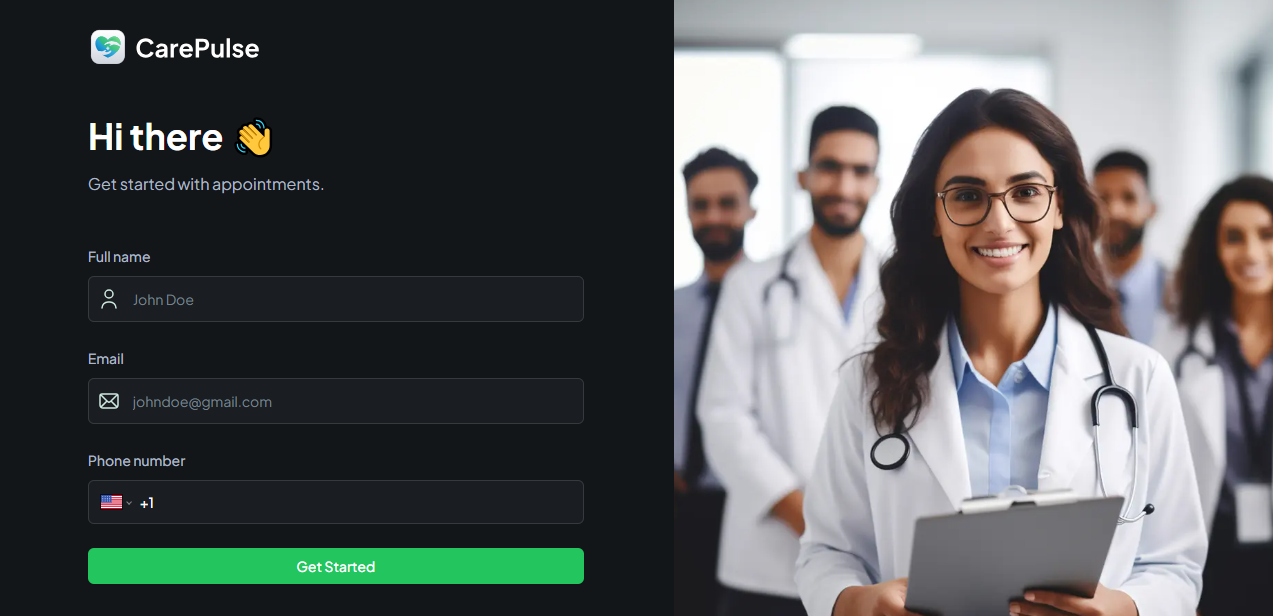 CarePulse
Hi there 👋
Get started with appointments.
Full name
John Doe
Email
johndoe@gmail.com
Phone number
+1
Get Started